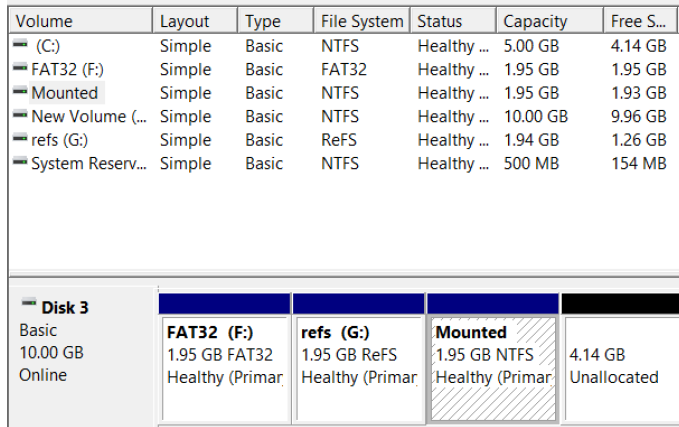 Volume Layout Type File System Status Capacity Free S...
(C:) Simple Basic NTFS Healthy ... 5.00 GB 4.14 GB
FAT32 (F:) Simple Basic FAT32 Healthy ... 1.95 GB 1.95 GB
Mounted Simple Basic NTFS Healthy ... 1.95 GB 1.93 GB
New Volume (... Simple Basic NTFS Healthy ... 10.00 GB 9.96 GB
refs (G:) Simple Basic ReFS Healthy ... 1.94 GB 1.26 GB
System Reserv... Simple Basic NTFS Healthy ... 500 MB 154 MB
Disk 3
Basic
10.00 GB
Online
FAT32 (F:)
1.95 GB FAT32
Healthy (Primar
refs (G:)
1.95 GB ReFS
Healthy (Primar
Mounted
1.95 GB NTFS
Healthy (Primar
4.14 GB
Unallocated